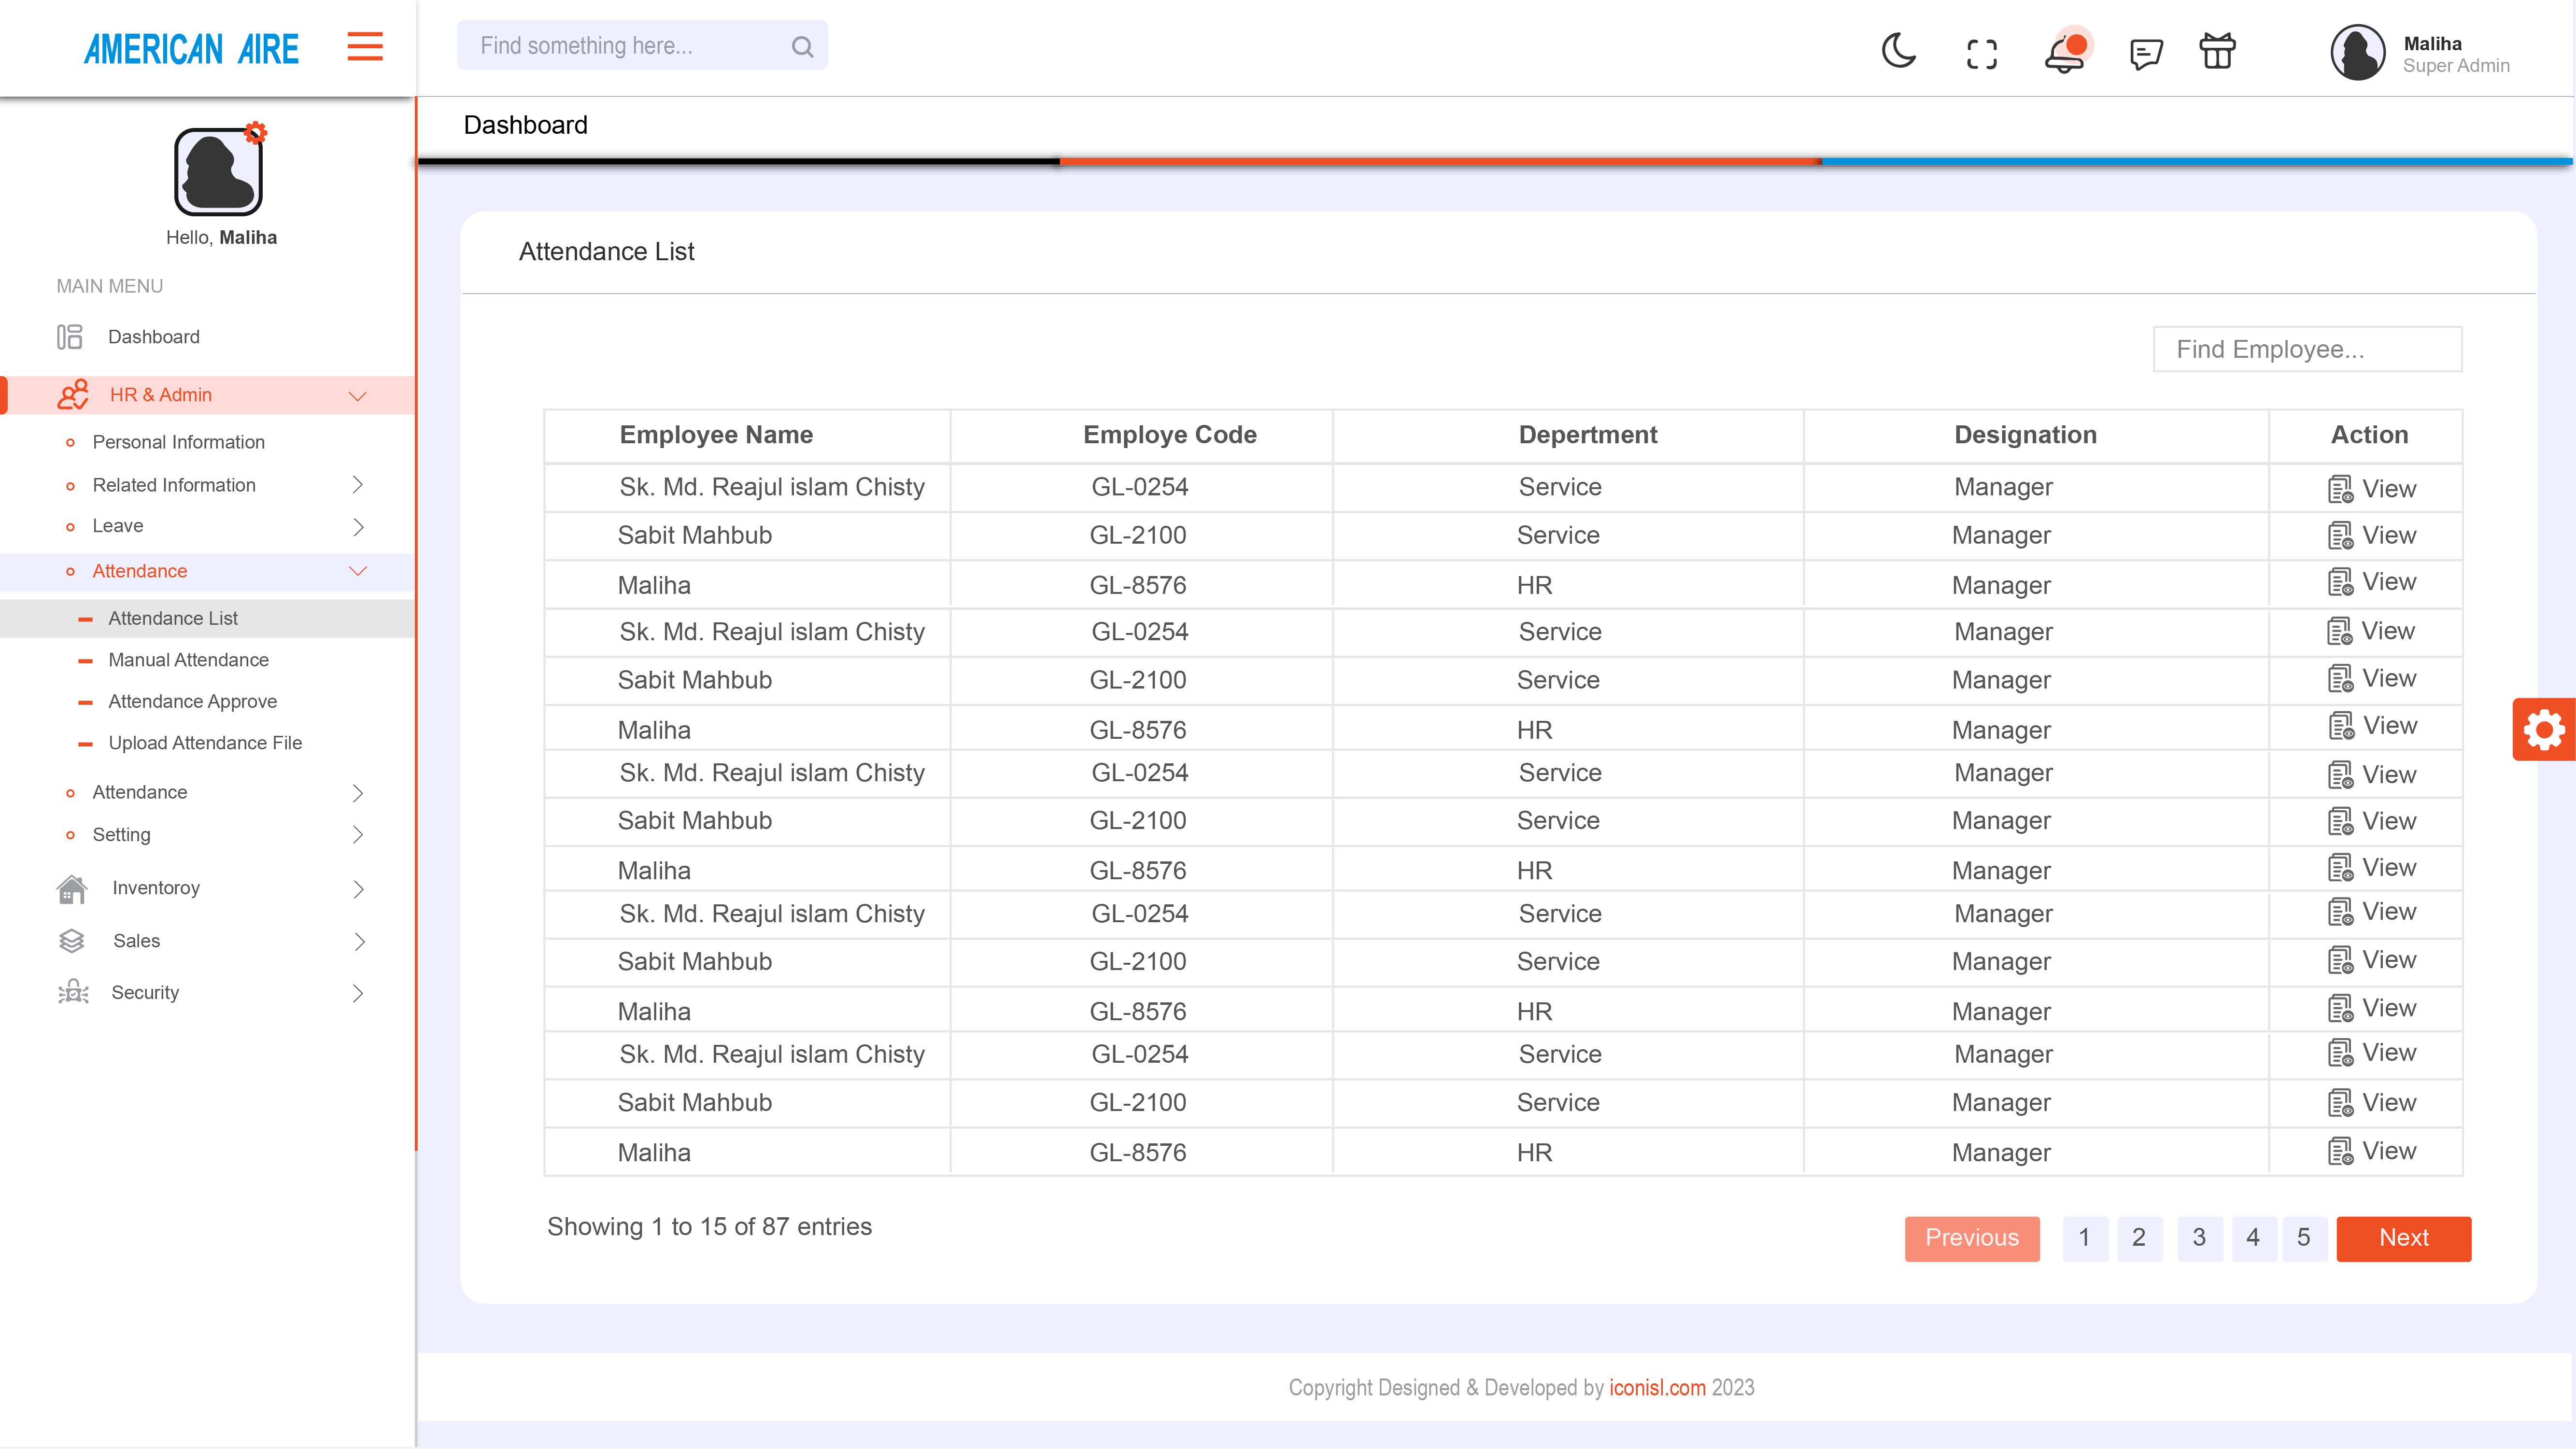 AMERICAN AIRE
Find something here...
Maliha
Super Admin
Dashboard
Hello, Maliha
MAIN MENU
Dashboard
HR & Admin
Personal Information
Related Information
Leave
Attendance
Attendance List
Manual Attendance
Attendance Approve
Upload Attendance File
Attendance
Setting
Inventoroy
Sales
Security
Attendance List
Find Employee...
Employee Name Employe Code Depertment Designation Action
Sk. Md. Reajul islam Chisty GL-0254 Service Manager View
Sabit Mahbub GL-2100 Service Manager View
Maliha GL-8576 HR Manager View
Sk. Md. Reajul islam Chisty GL-0254 Service Manager View
Sabit Mahbub GL-2100 Service Manager View
Maliha GL-8576 HR Manager View
Sk. Md. Reajul islam Chisty GL-0254 Service Manager View
Sabit Mahbub GL-2100 Service Manager View
Maliha GL-8576 HR Manager View
Sk. Md. Reajul islam Chisty GL-0254 Service Manager View
Sabit Mahbub GL-2100 Service Manager View
Maliha GL-8576 HR Manager View
Sk. Md. Reajul islam Chisty GL-0254 Service Manager View
Sabit Mahbub GL-2100 Service Manager View
Maliha GL-8576 HR Manager View
Showing 1 to 15 of 87 entries
Previous 1 2 3 4 5 Next
Copyright Designed & Developed by iconisl.com 2023